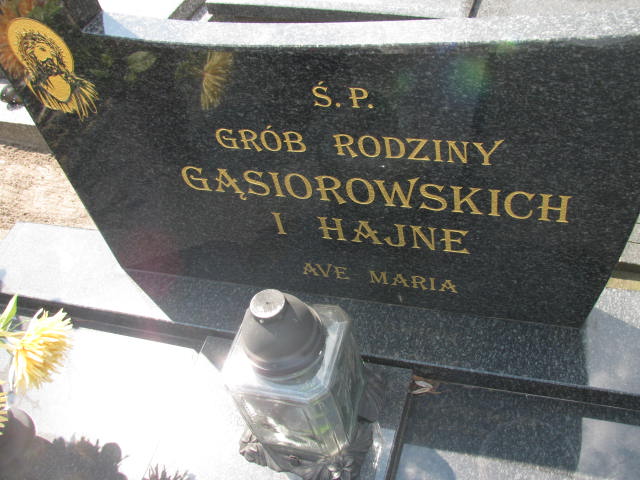 Ś. P.
GRÓB RODZINY
GĄSIOROWSKICH
I HAJNE
AVE MARIA